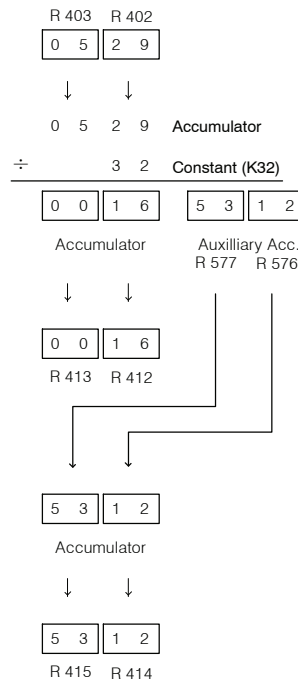 R 403 R 402
0 5 2 9
↓ ↓
0 5 2 9 Accumulator
÷ 3 2 Constant (K32)
0 0 1 6 5 3 1 2
Accumulator Auxilliary Acc.
R 577 R 576
↓ ↓
0 0 1 6
R 413 R 412
5 3 1 2
Accumulator
↓ ↓
5 3 1 2
R 415 R 414